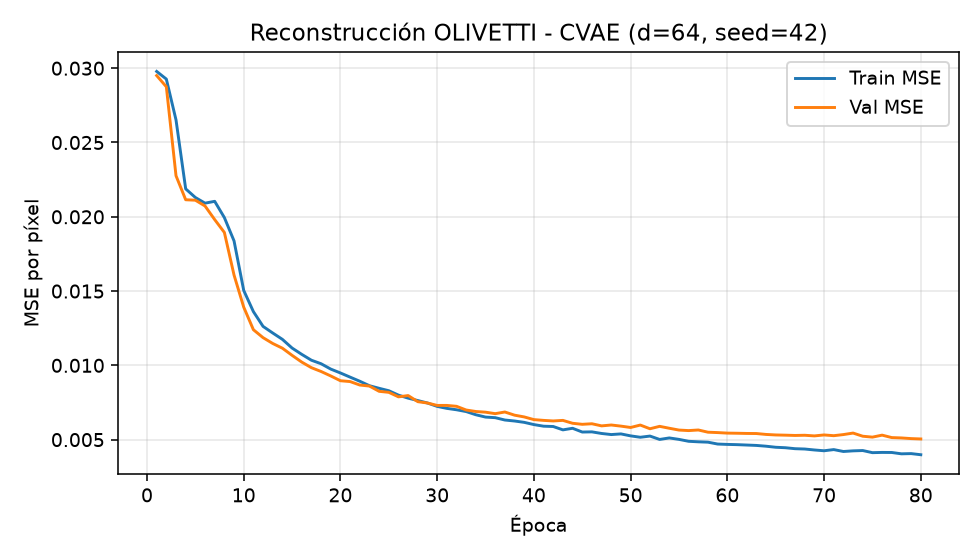 Reconstrucción OLIVETTI - CVAE (d=64, seed=42)
Train MSE
Val MSE
MSE por píxel
0.030
0.025
0.020
0.015
0.010
0.005
0 10 20 30 40 50 60 70 80
Época